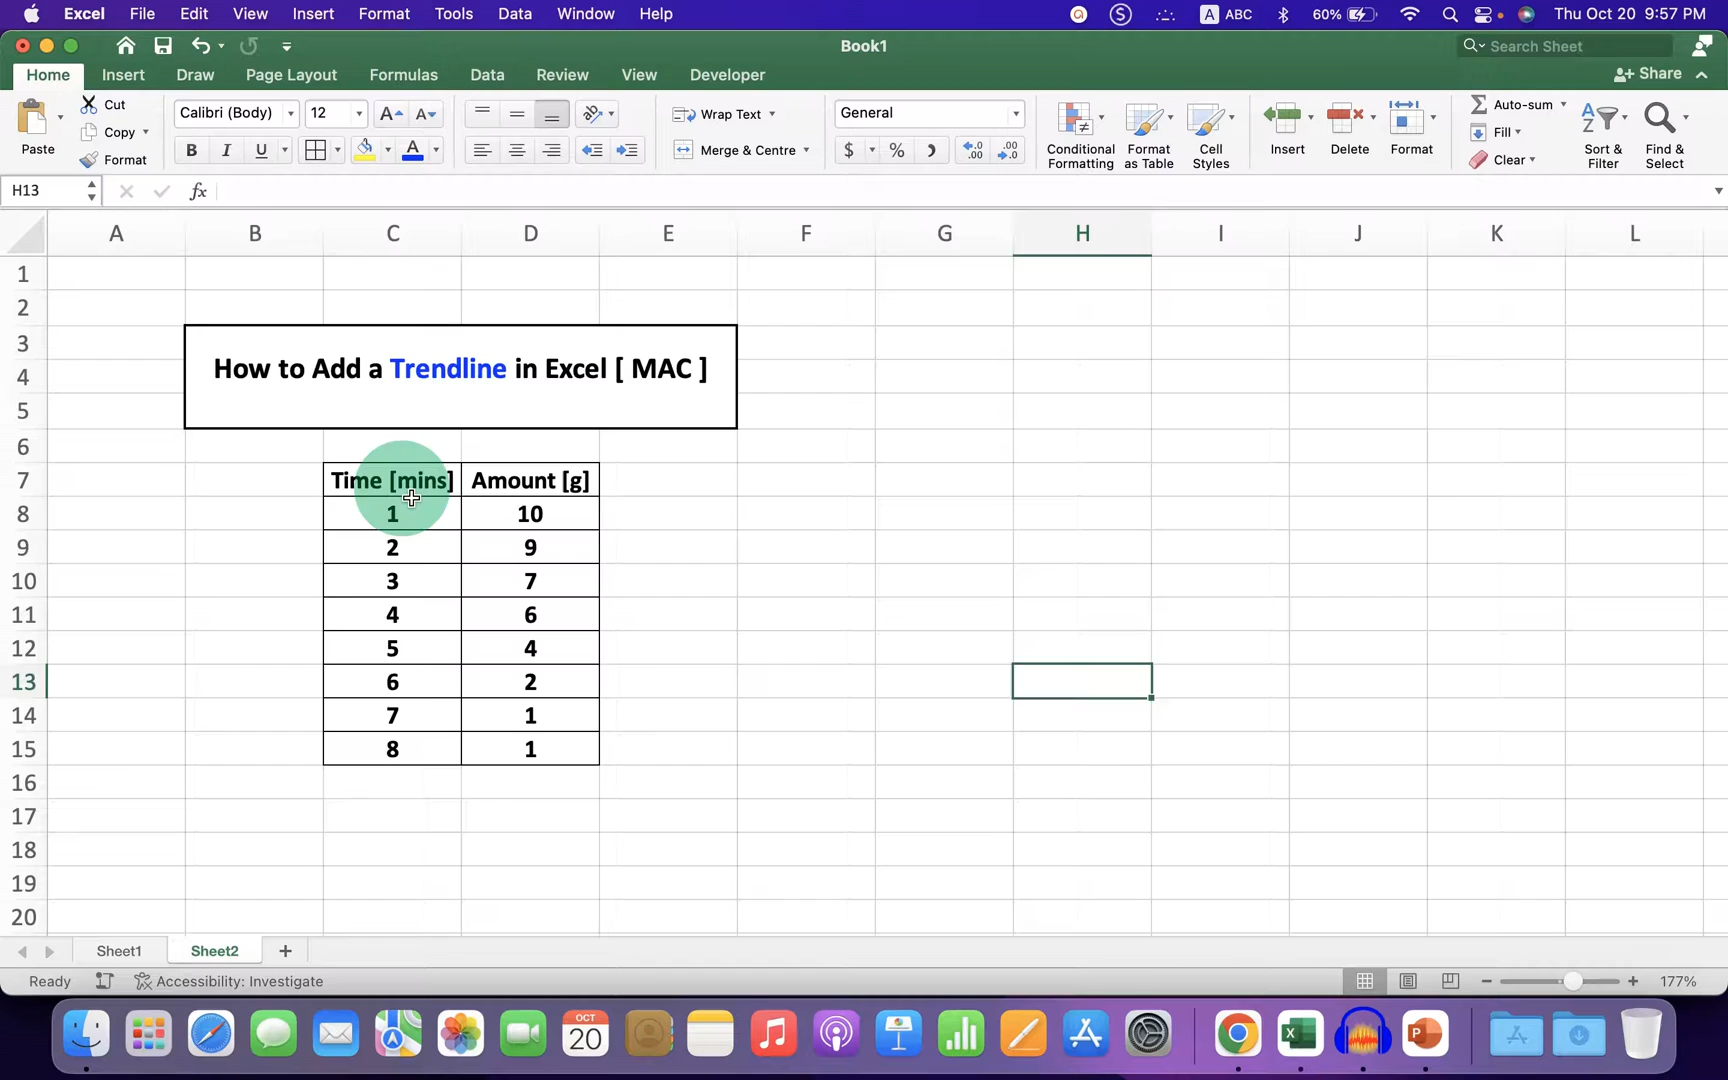 Excel File Edit View Insert Format Tools Data Window Help A ABC 60% Thu Oct 20 9:57 PM
Book1 Search Sheet
Home Insert Draw Page Layout Formulas Data Review View Developer Share
Paste Cut Copy Format
Calibri (Body) 12 A A
B I U A
Wrap Text
Merge & Centre
General
$ %
Conditional Formatting
Format as Table
Cell Styles
Insert Delete Format
Auto-sum
Fill
Clear
Sort & Filter
Find & Select
H13 fx
A B C D E F G H I J K L
1
2
3
4 How to Add a Trendline in Excel [ MAC ]
5
6
7 Time [mins] Amount [g]
8 1 10
9 2 9
10 3 7
11 4 6
12 5 4
13 6 2
14 7 1
15 8 1
16
17
18
19
20
Sheet1 Sheet2 +
Ready Accessibility: Investigate 177%
OCT
20